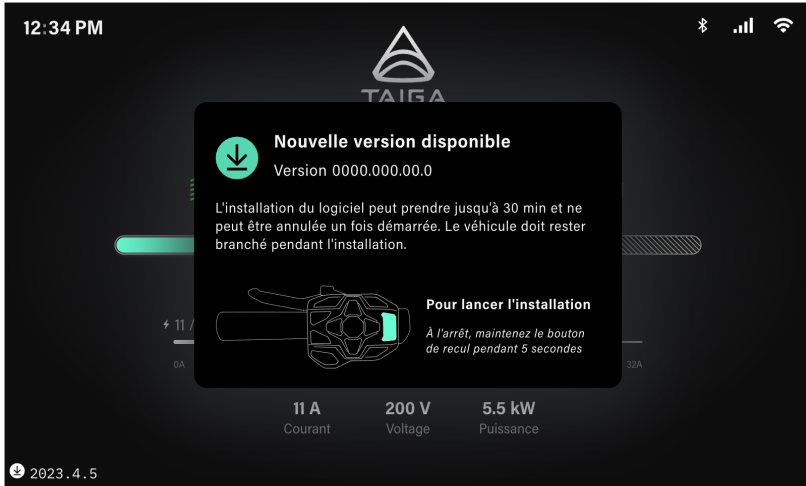 12:34 PM
TAIGA
Nouvelle version disponible
Version 0000.000.00.0
L'installation du logiciel peut prendre jusqu'à 30 min et ne
peut être annulée un fois démarrée. Le véhicule doit rester
branché pendant l'installation.
Pour lancer l'installation
À l'arrêt, maintenez le bouton
de recul pendant 5 secondes
11 /
0A
32A
11 A
200 V
5.5 kW
Courant
Voltage
Puissance
2023.4.5